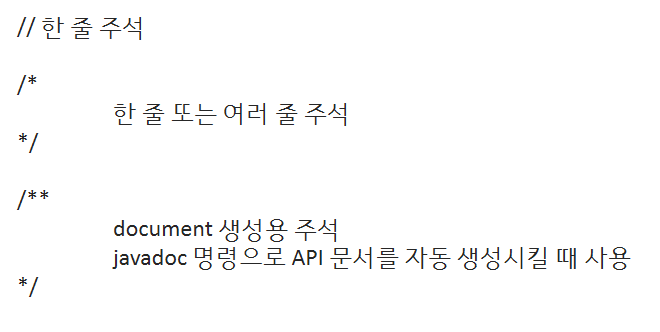 // 한 줄 주석
/*
한 줄 또는 여러 줄 주석
*/
/**
document 생성용 주석
javadoc 명령으로 API 문서를 자동 생성시킬 때 사용
*/